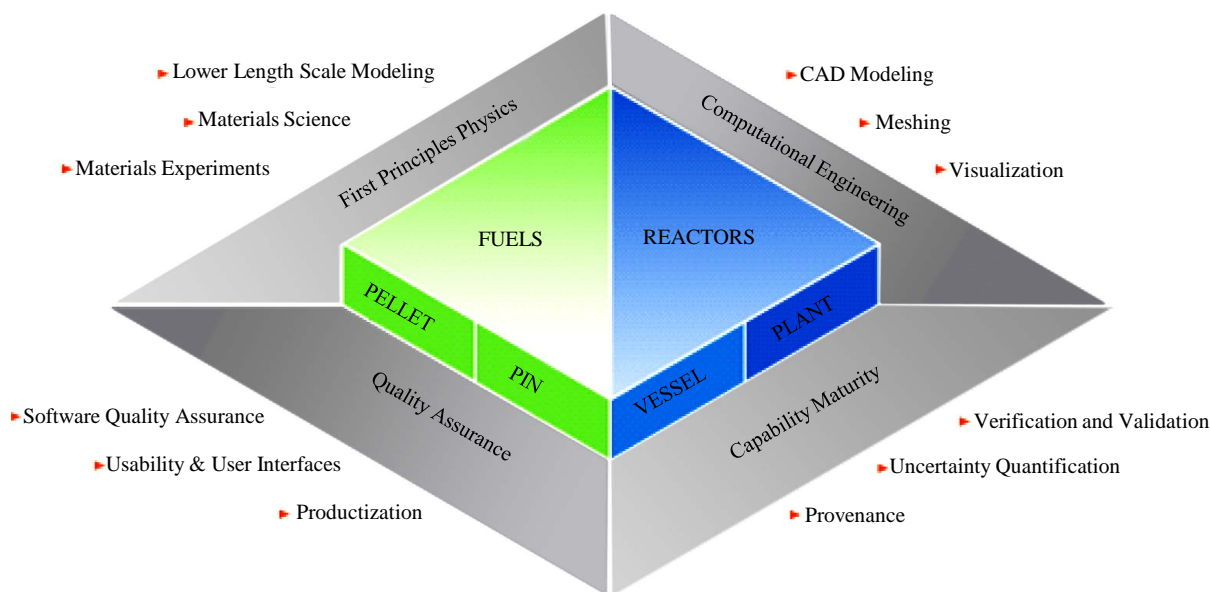 Lower Length Scale Modeling
Materials Science
Materials Experiments
First Principles Physics
CAD Modeling
Meshing
Visualization
Computational Engineering
FUELS
REACTORS
PELLET
PIN
VESSEL
PLANT
Quality Assurance
Capability Maturity
Software Quality Assurance
Usability & User Interfaces
Productization
Verification and Validation
Uncertainty Quantification
Provenance